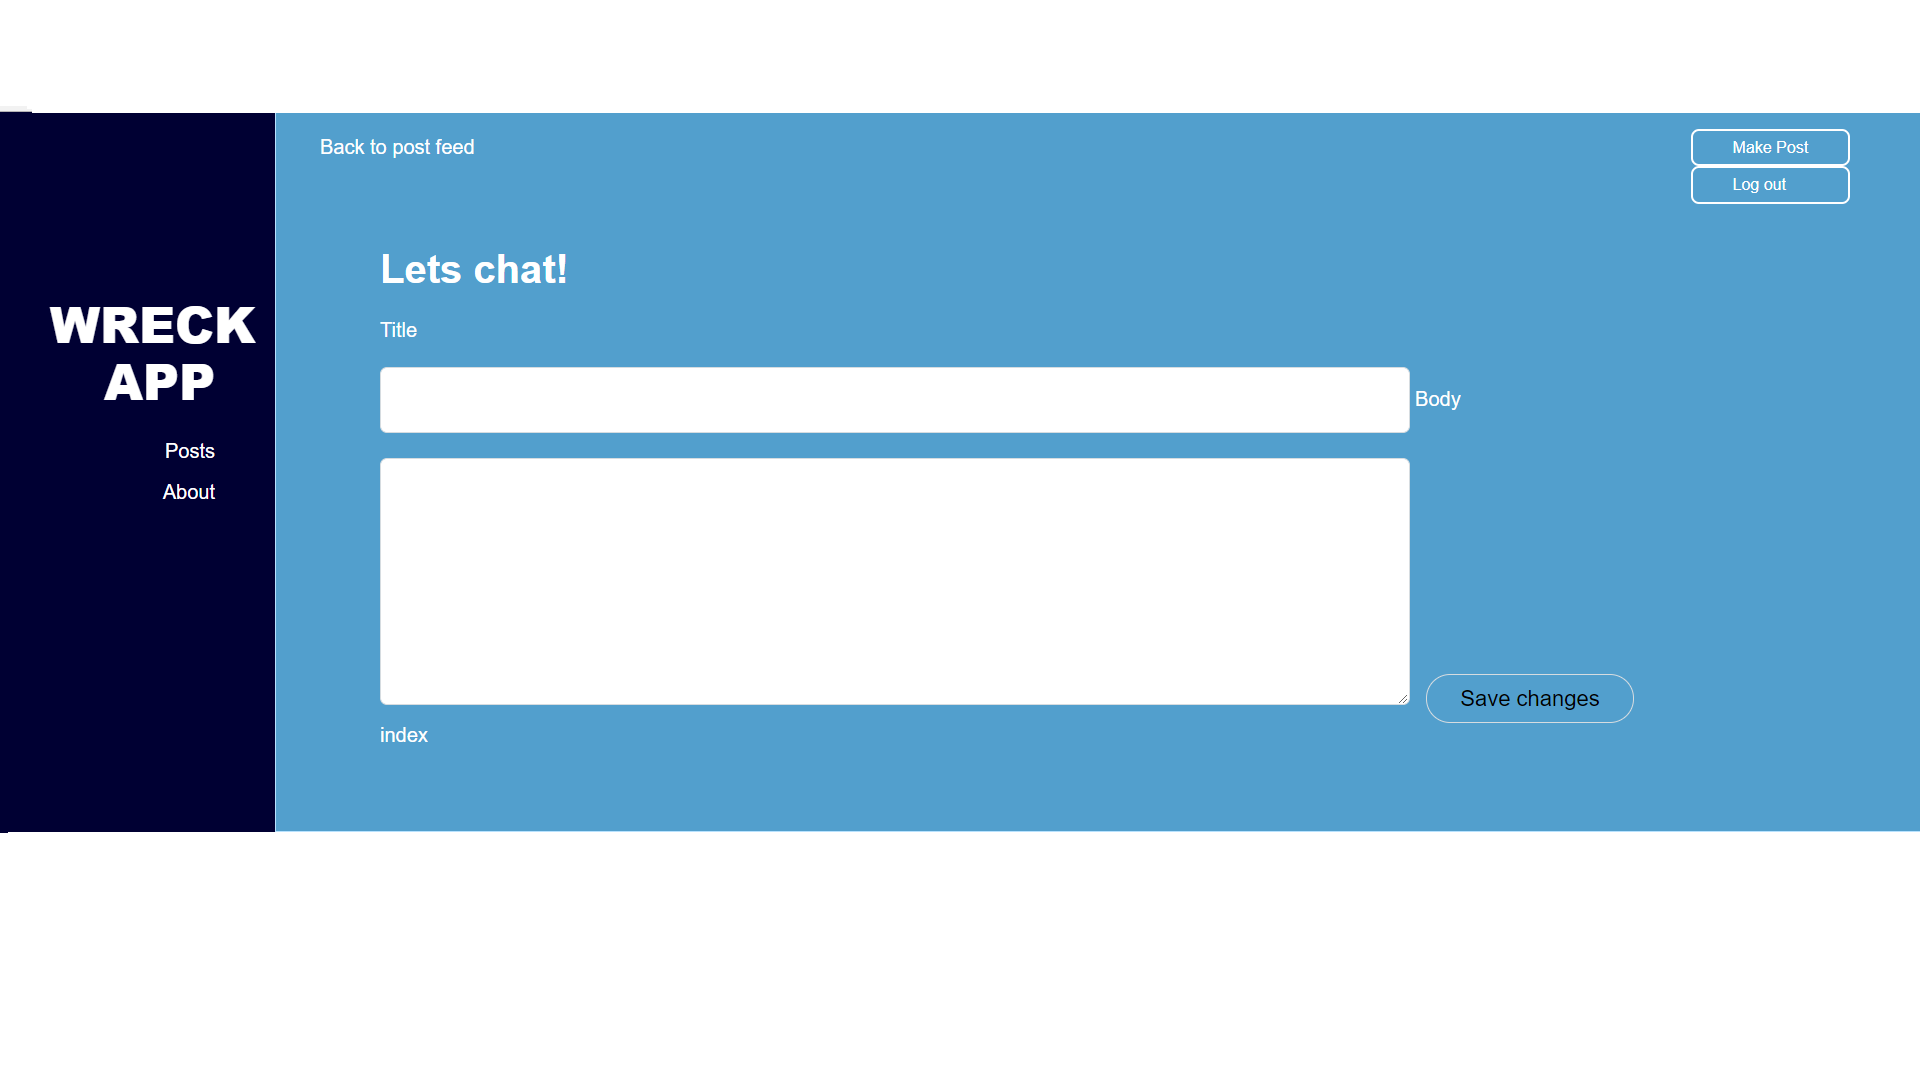 Back to post feed
Make Post
Log out
WRECK
APP
Posts
About
Lets chat!
Title
Body
Save changes
index